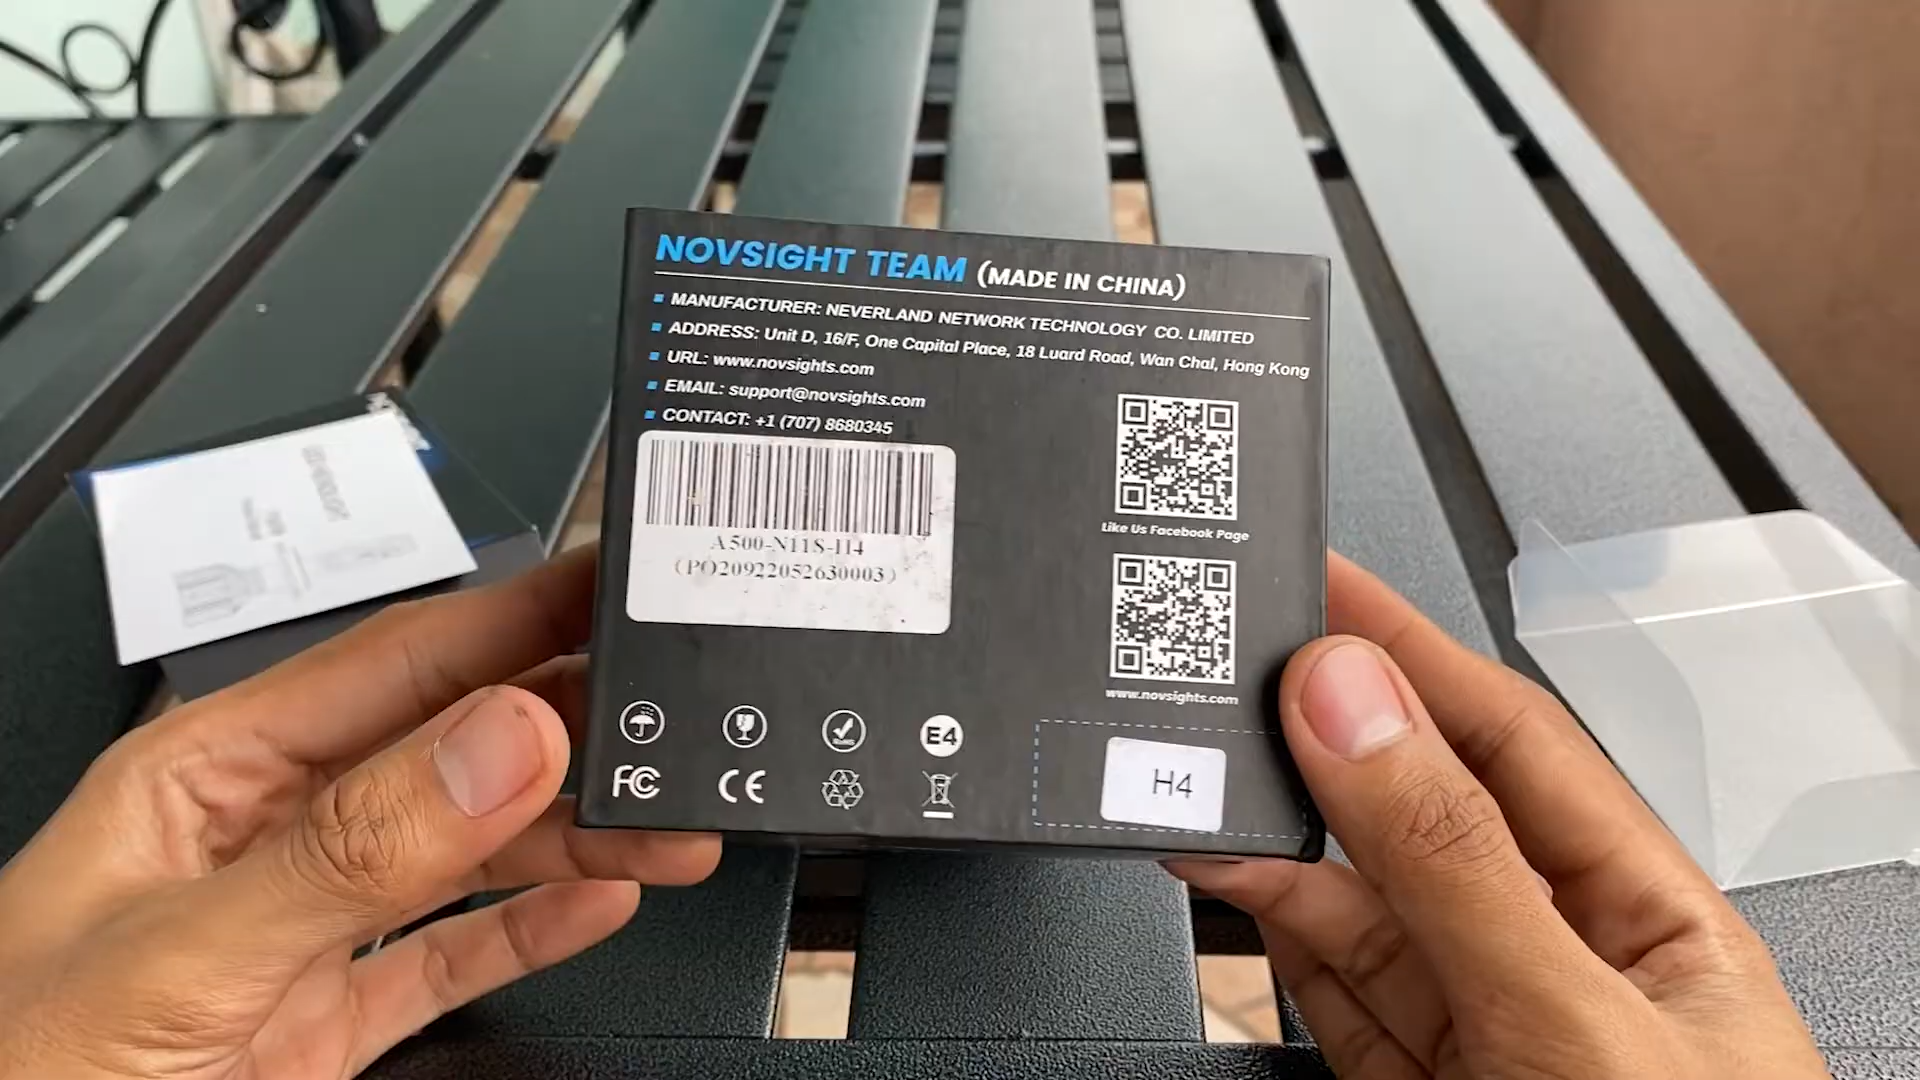 NOVSIGHT TEAM (MADE IN CHINA)
MANUFACTURER: NEVERLAND NETWORK TECHNOLOGY CO. LIMITED
ADDRESS: Unit D, 16/F, One Capital Place, 18 Luard Road, Wan Chal, Hong Kong
URL: www.novsights.com
EMAIL: support@novsights.com
CONTACT: +1 (707) 8680345
A500-N11S-H4
(PO20922052630003)
Like Us Facebook Page
www.novsights.com
E4
FC CE
H4